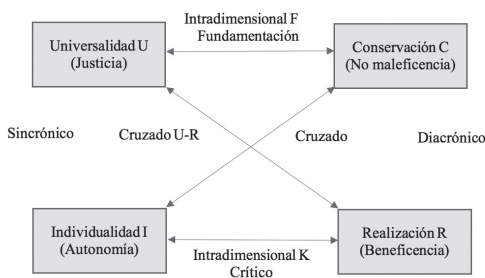 Intradimensional F
Fundamentación
Universalidad U
(Justicia)
Conservación C
(No maleficencia)
Sincrónico
Cruzado U-R
Cruzado
Diacrónico
Individualidad I
(Autonomía)
Realización R
(Beneficencia)
Intradimensional K
Crítico